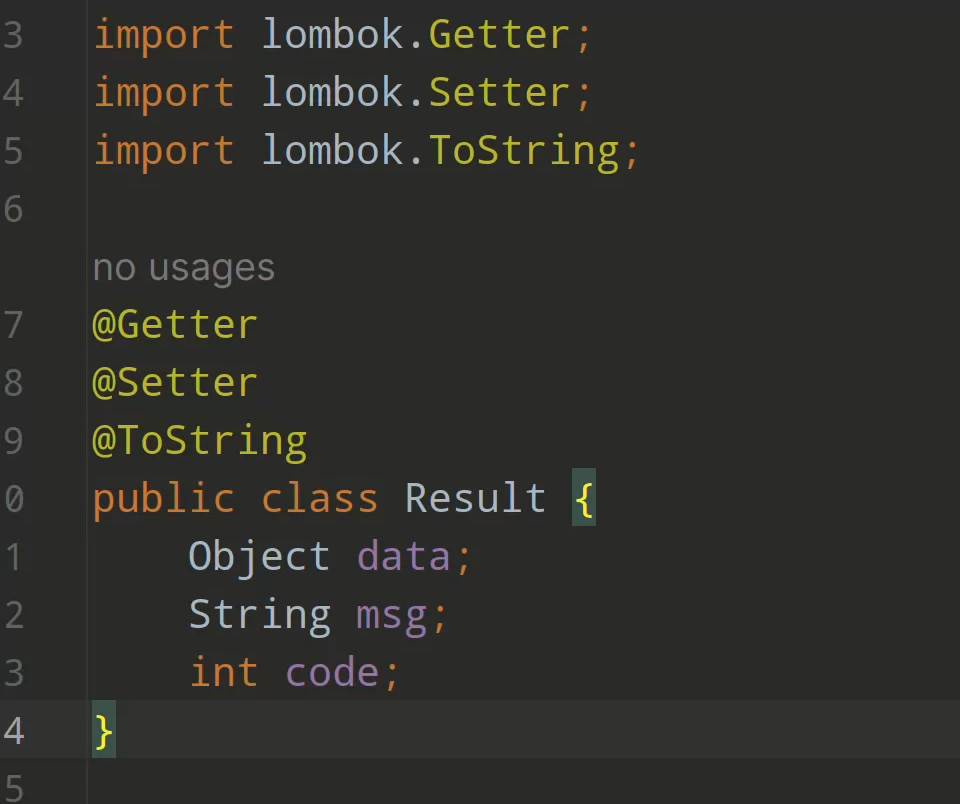 3 import lombok.Getter;
4 import lombok.Setter;
5 import lombok.ToString;
6
no usages
7 @Getter
8 @Setter
9 @ToString
0 public class Result {
1 Object data;
2 String msg;
3 int code;
4 }
5